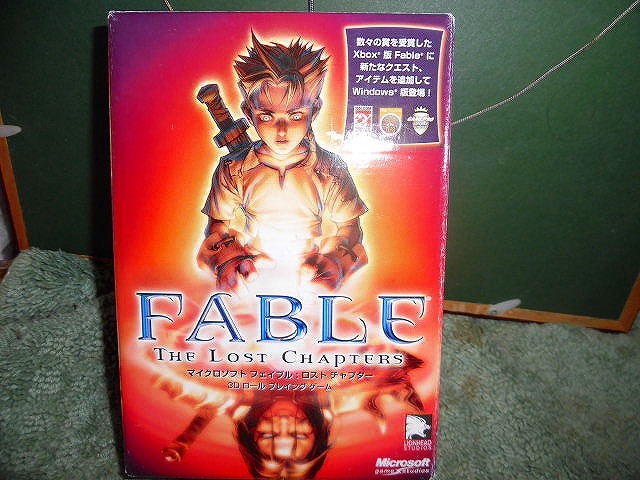 数々の賞を受賞した
Xbox® 版 Fable® に
新たなクエスト、
アイテムを追加して
Windows® 版登場！
FABLE™
THE LOST CHAPTERS
マイクロソフト フェイブル : ロスト チャプター
3D ロール プレイング ゲーム
LIONHEAD
STUDIOS
Microsoft
game studios